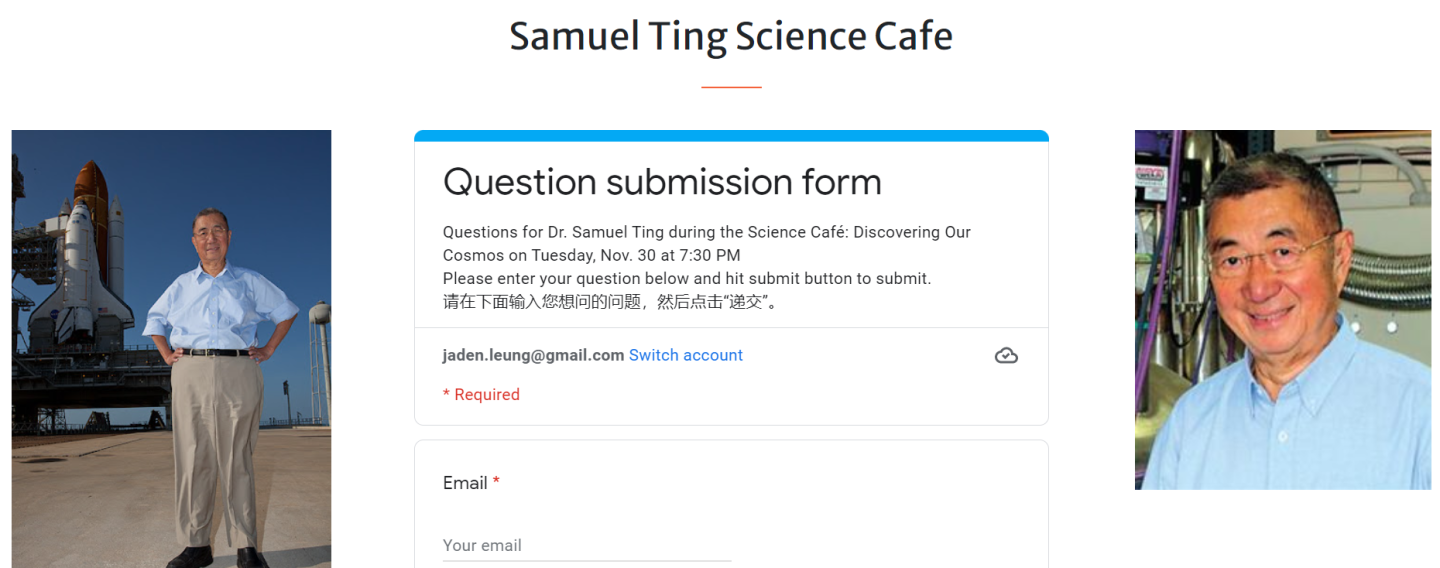 Samuel Ting Science Cafe
Question submission form
Questions for Dr. Samuel Ting during the Science Café: Discovering Our
Cosmos on Tuesday, Nov. 30 at 7:30 PM
Please enter your question below and hit submit button to submit.
请在下面输入您想问的问题，然后点击“递交”。
jaden.leung@gmail.com Switch account
* Required
Email *
Your email